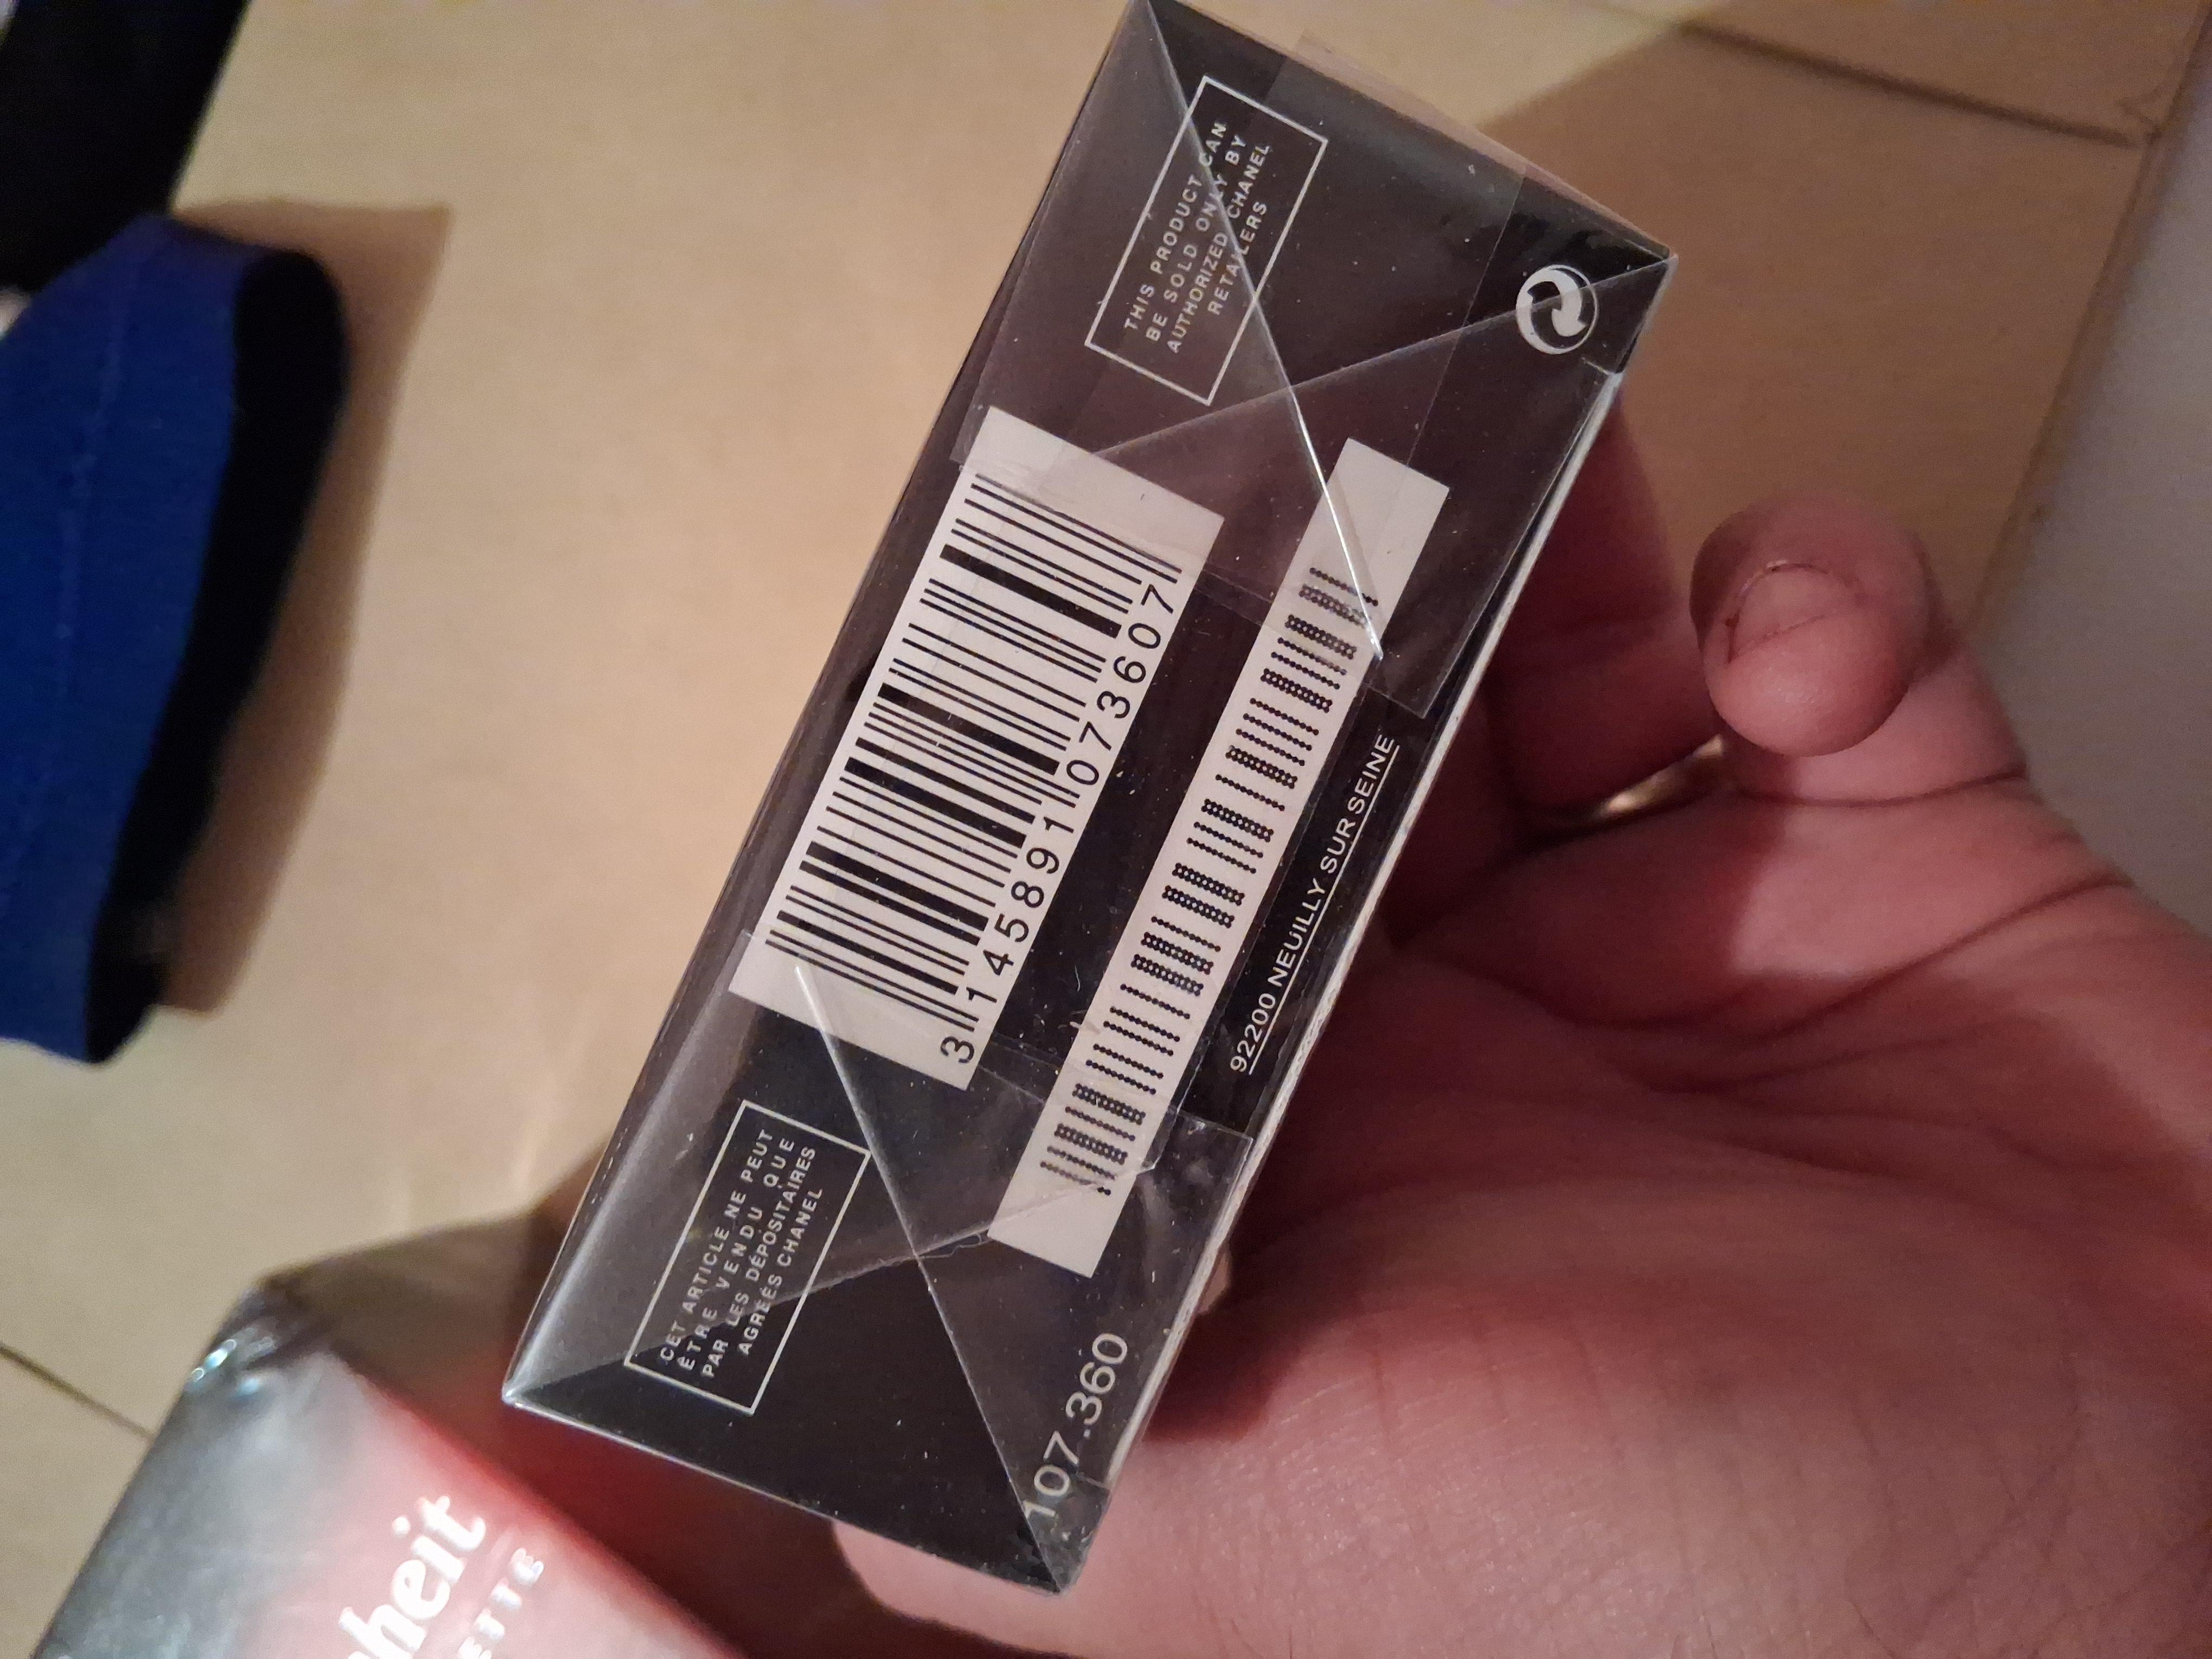 THIS PRODUCT CAN
BE SOLD ONLY BY
AUTHORIZED CHANEL
RETAILERS
3 145891 073607
92200 NEUILLY SUR SEINE
CET ARTICLE NE PEUT
ÊTRE VENDU QUE
PAR LES DÉPOSITAIRES
AGRÉÉS CHANEL
107.360